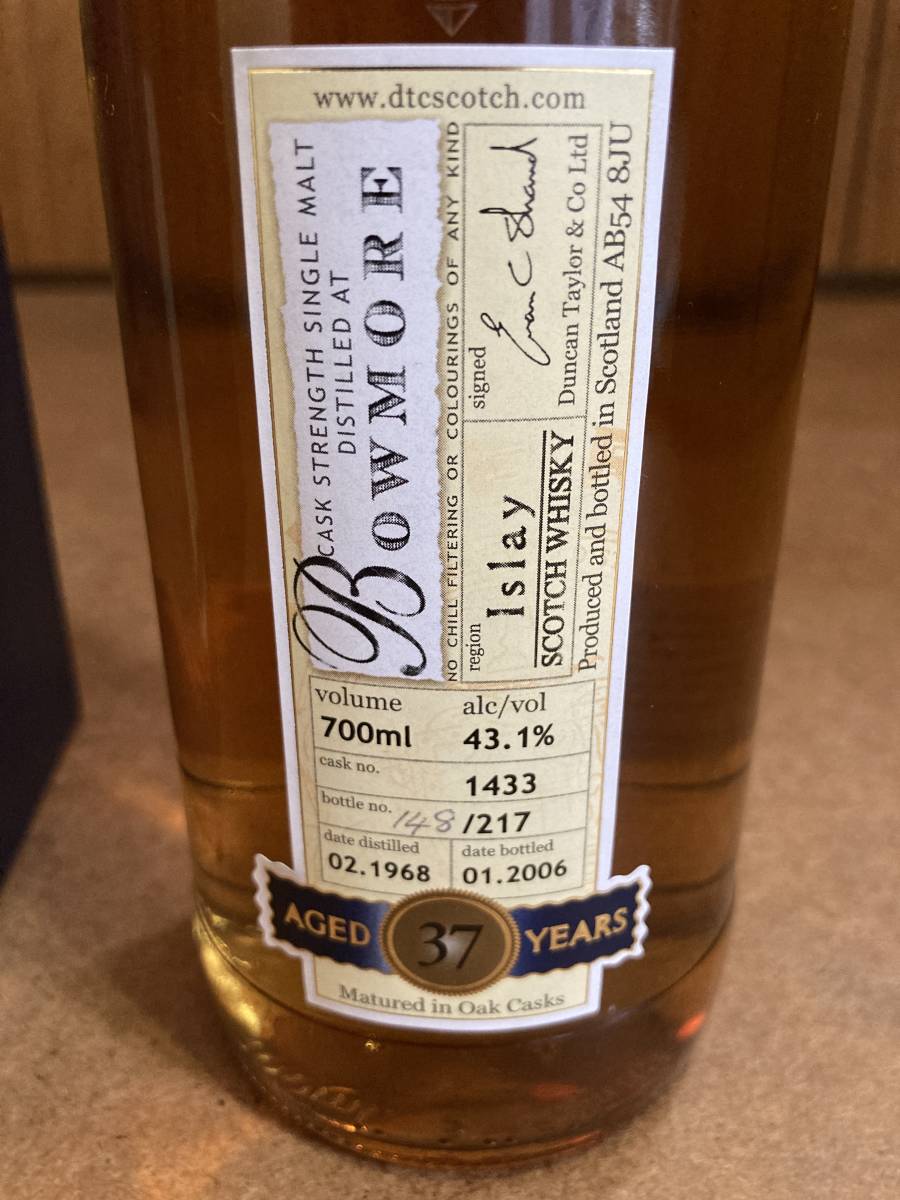 www.dtcscotch.com
CASK STRENGTH SINGLE MALT
DISTILLED AT
B
BOWMORE
NO CHILL FILTERING OR COLOURINGS OF ANY KIND
region
Islay
SCOTCH WHISKY
signed
Euan C Shand
Duncan Taylor & Co Ltd
Produced and bottled in Scotland AB54 8JU
volume
700ml
alc/vol
43.1%
cask no.
1433
bottle no.
148 /217
date distilled
02.1968
date bottled
01.2006
AGED 37 YEARS
Matured in Oak Casks